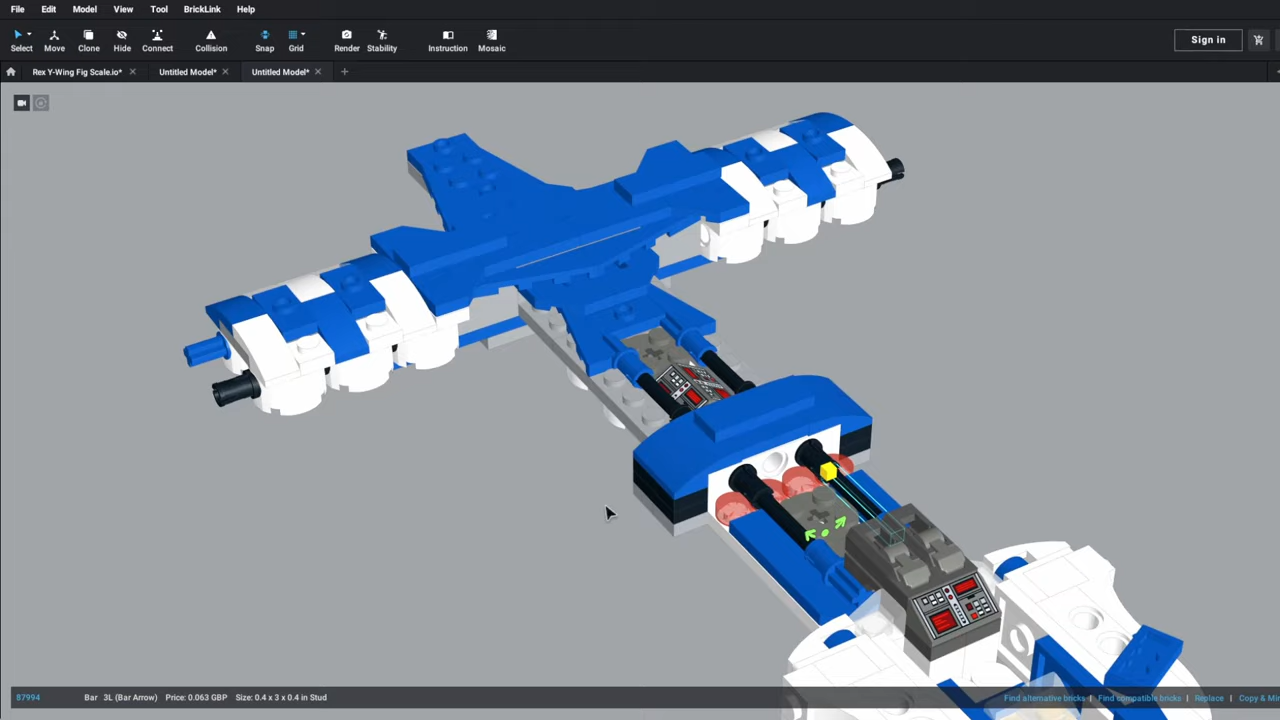 File Edit Model View Tool BrickLink Help
Select Move Clone Hide Connect Collision Snap Grid Render Stability Instruction Mosaic Sign in
Rex Y-Wing Fig Scale.io* Untitled Model* Untitled Model*
87994 Bar 3L (Bar Arrow) Price: 0.063 GBP Size: 0.4 x 3 x 0.4 in Stud Find alternative bricks Find compatible bricks Replace Copy & Mi